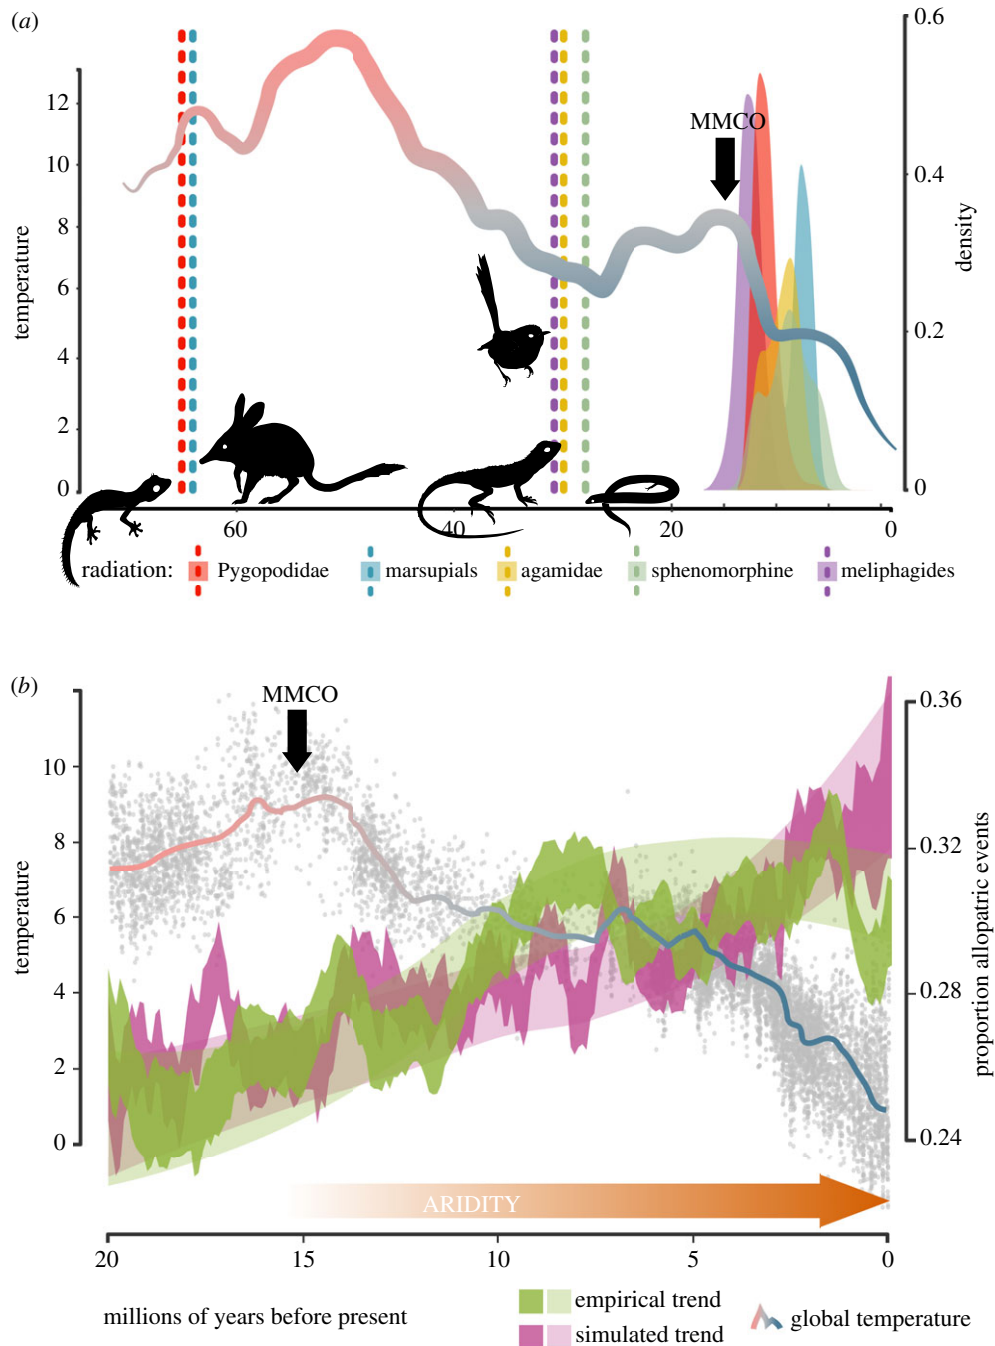 (a)
0.6
12
MMCO
10
0.4
8
temperature
density
6
0.2
4
2
0
0
60
40
20
0
radiation: Pygopodidae marsupials agamidae sphenomorphine meliphagides
(b)
MMCO
0.36
10
8
0.32
temperature
6
proportion allopatric events
4
0.28
2
0
0.24
ARIDITY
20 15 10 5 0
millions of years before present
empirical trend
simulated trend
global temperature